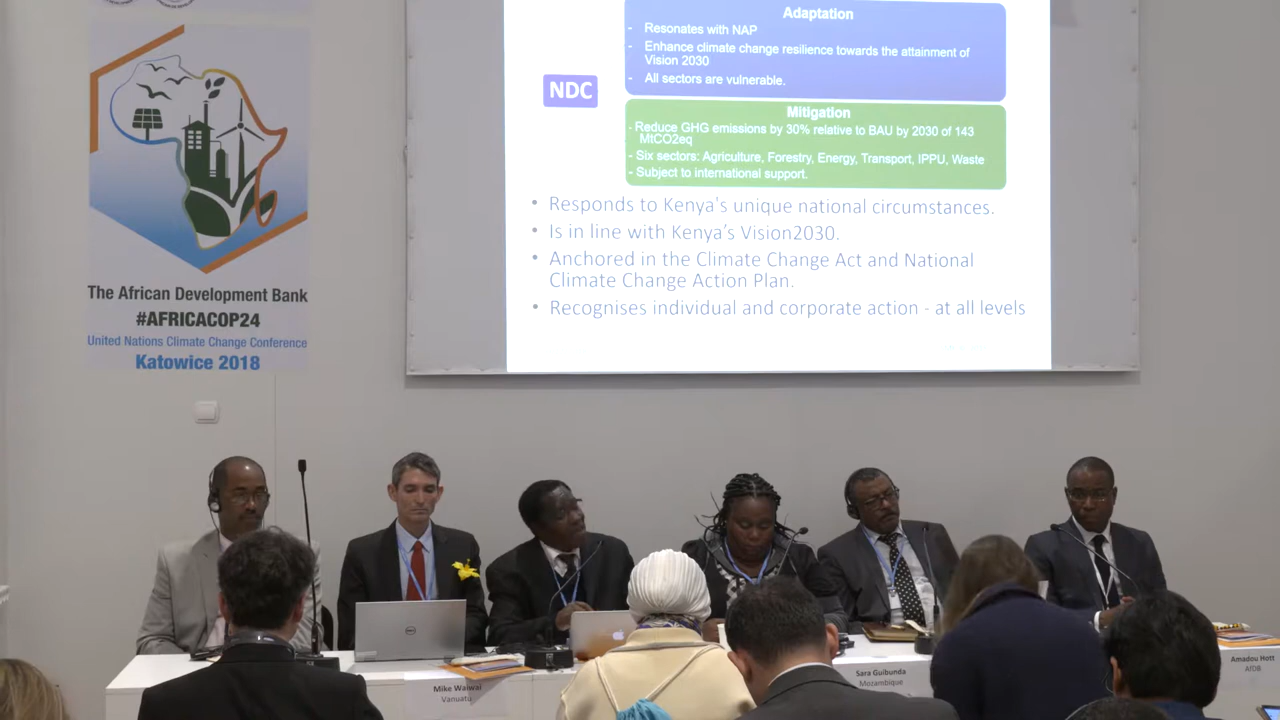 The African Development Bank
#AFRICACOP24
United Nations Climate Change Conference
Katowice 2018
Adaptation
- Resonates with NAP
- Enhance climate change resilience towards the attainment of
Vision 2030
- All sectors are vulnerable.
NDC
Mitigation
- Reduce GHG emissions by 30% relative to BAU by 2030 of 143
MtCO2eq
- Six sectors: Agriculture, Forestry, Energy, Transport, IPPU, Waste
- Subject to international support.
• Responds to Kenya's unique national circumstances.
• Is in line with Kenya's Vision2030.
• Anchored in the Climate Change Act and National
Climate Change Action Plan.
• Recognises individual and corporate action - at all levels
DELL
Mike Waiwai
Vanuatu
Sara Guibunda
Mozambique
Amadou Hott
AfDB